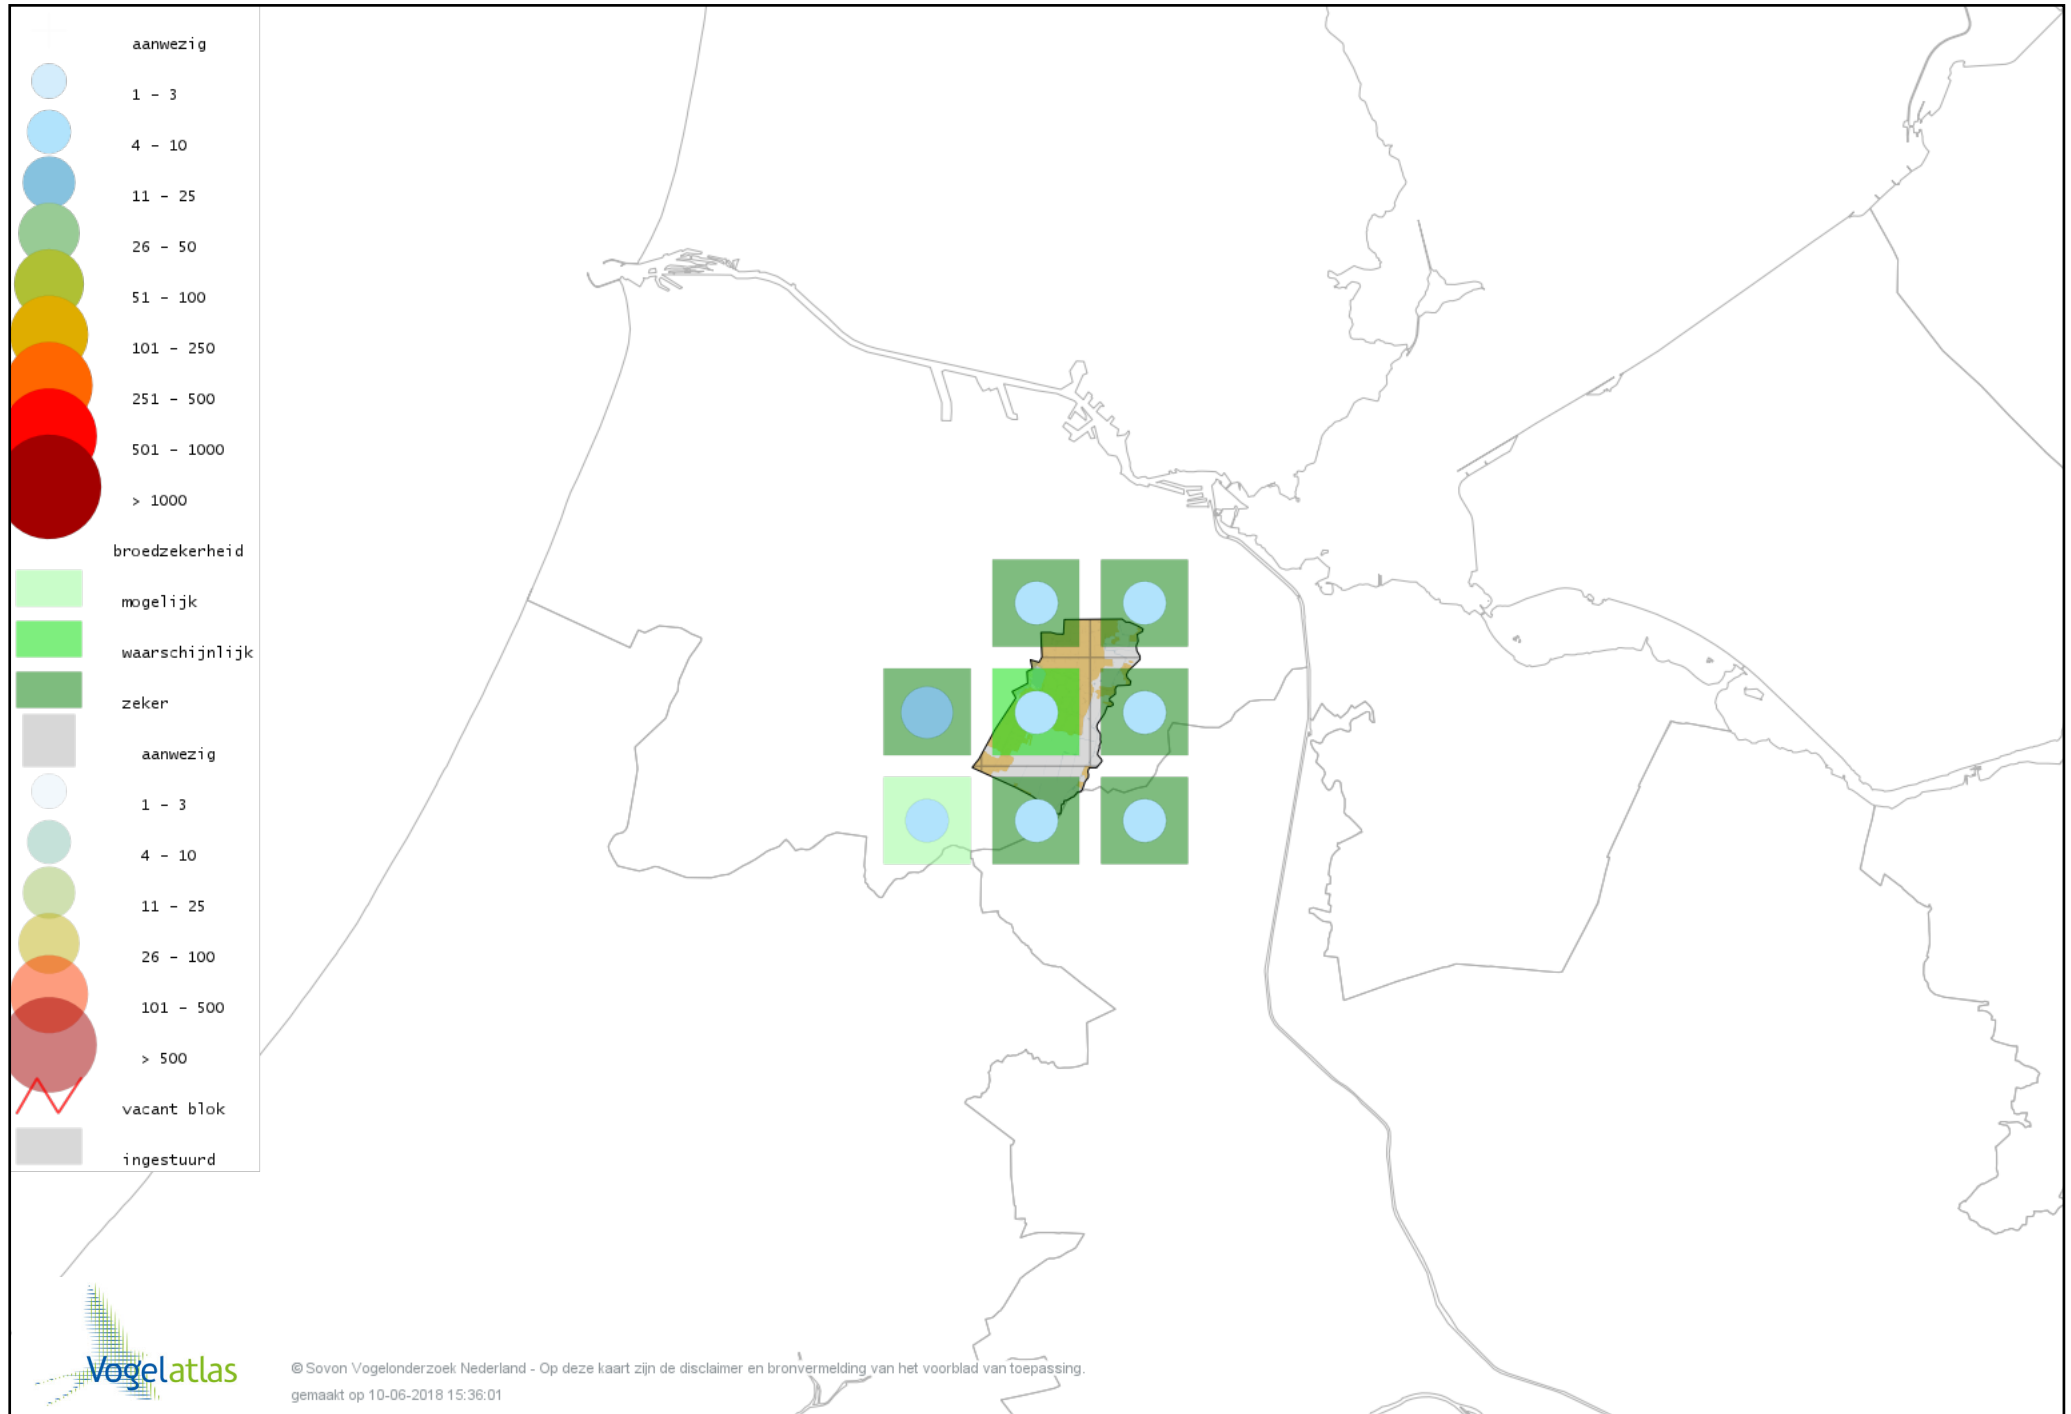 aanwezig
1 - 3
4 - 10
11 - 25
26 - 50
51 - 100
101 - 250
251 - 500
501 - 1000
> 1000
broedzekerheid
mogelijk
waarschijnlijk
zeker
aanwezig
1 - 3
4 - 10
11 - 25
26 - 100
101 - 500
> 500
vacant blok
ingestuurd
Vogelatlas
© Sovon Vogelonderzoek Nederland - Op deze kaart zijn de disclaimer en bronvermelding van het voorblad van toepassing.
gemaakt op 10-06-2018 15:36:01